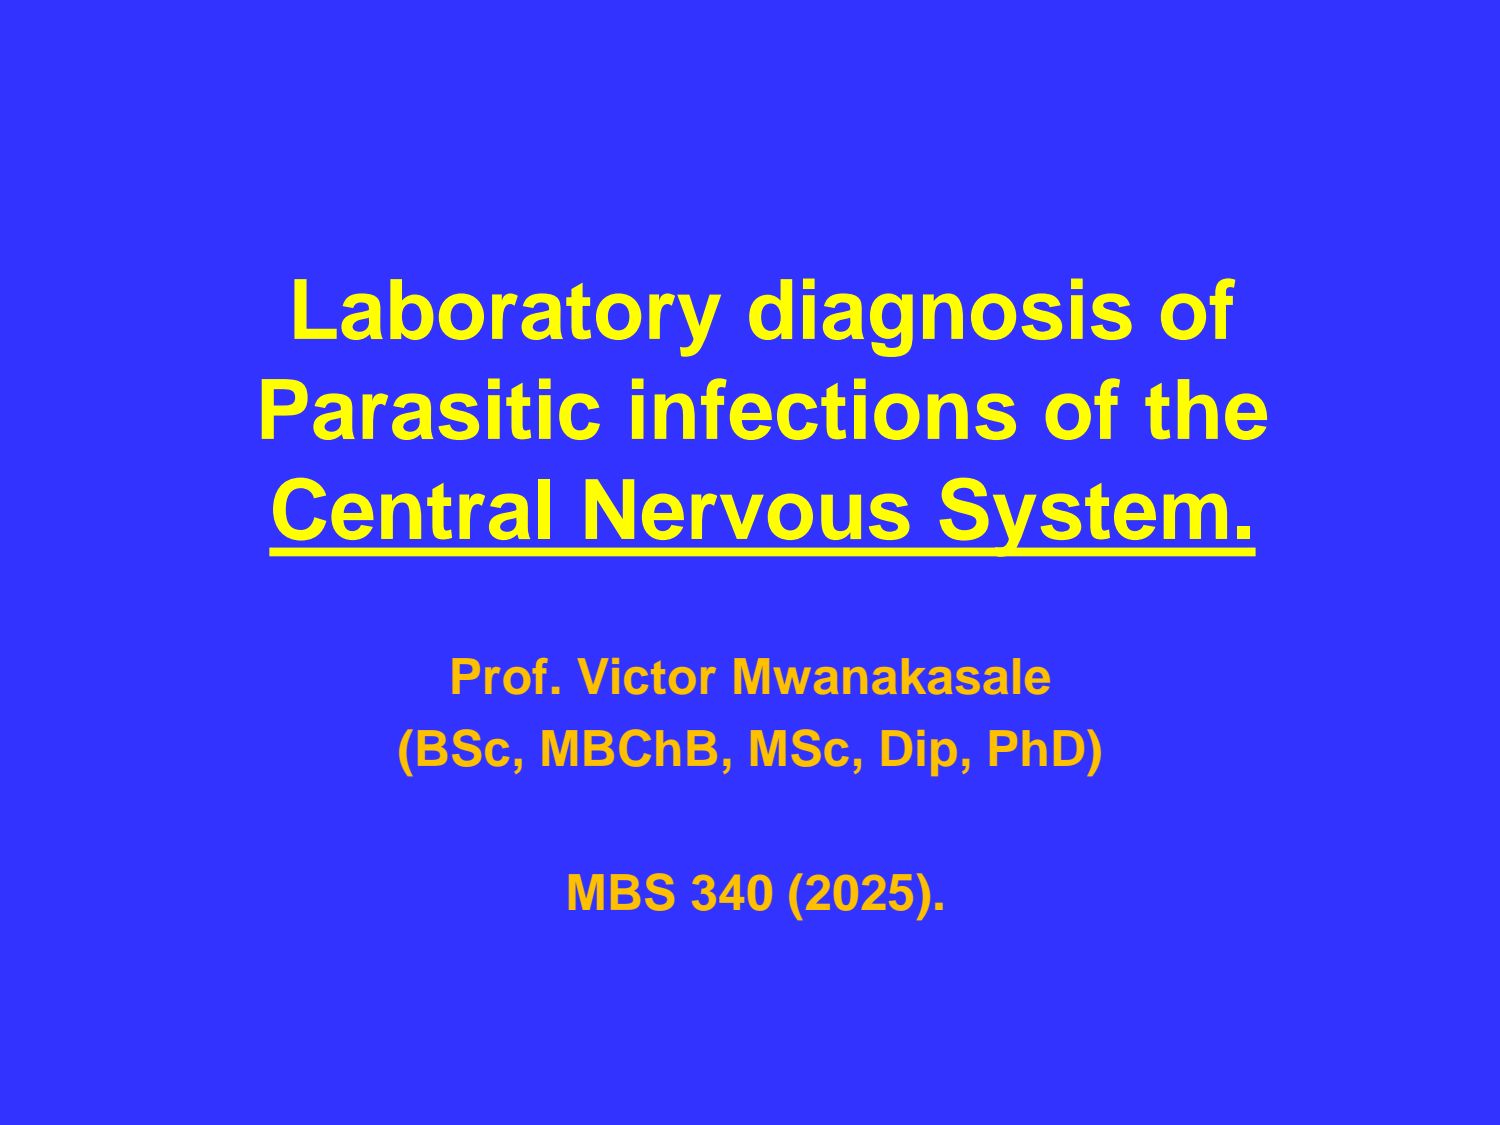 Laboratory diagnosis of
Parasitic infections of the
Central Nervous System.
Prof. Victor Mwanakasale
(BSc, MBChB, MSc, Dip, PhD)
MBS 340 (2025).